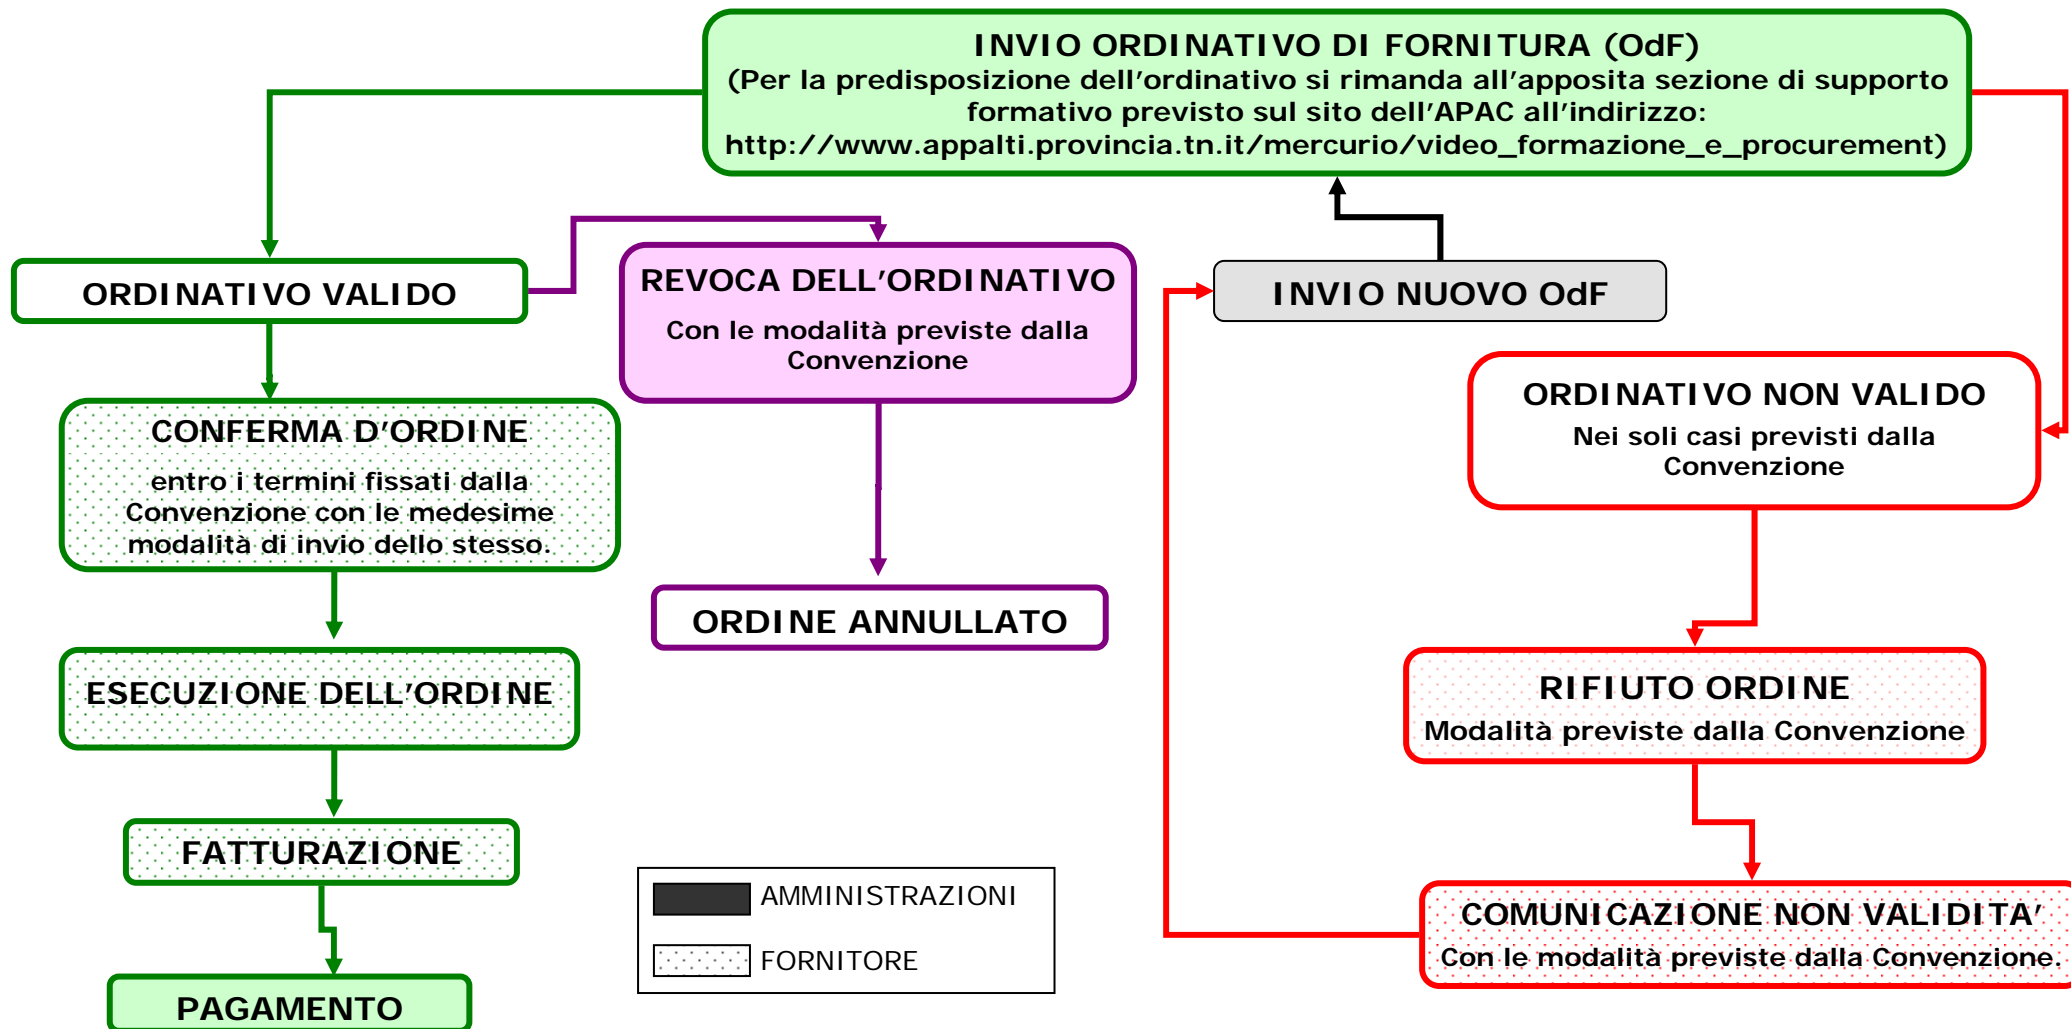 INVIO ORDINATIVO DI FORNITURA (OdF)
(Per la predisposizione dell'ordinativo si rimanda all'apposita sezione di supporto
formativo previsto sul sito dell'APAC all'indirizzo:
http://www.appalti.provincia.tn.it/mercurio/video_formazione_e_procurement)
ORDINATIVO VALIDO
REVOCA DELL'ORDINATIVO
Con le modalità previste dalla
Convenzione
INVIO NUOVO OdF
ORDINATIVO NON VALIDO
Nei soli casi previsti dalla
Convenzione
CONFERMA D'ORDINE
entro i termini fissati dalla
Convenzione con le medesime
modalità di invio dello stesso.
ORDINE ANNULLATO
ESECUZIONE DELL'ORDINE
RIFIUTO ORDINE
Modalità previste dalla Convenzione
FATTURAZIONE
AMMINISTRAZIONI
FORNITORE
COMUNICAZIONE NON VALIDITA'
Con le modalità previste dalla Convenzione.
PAGAMENTO